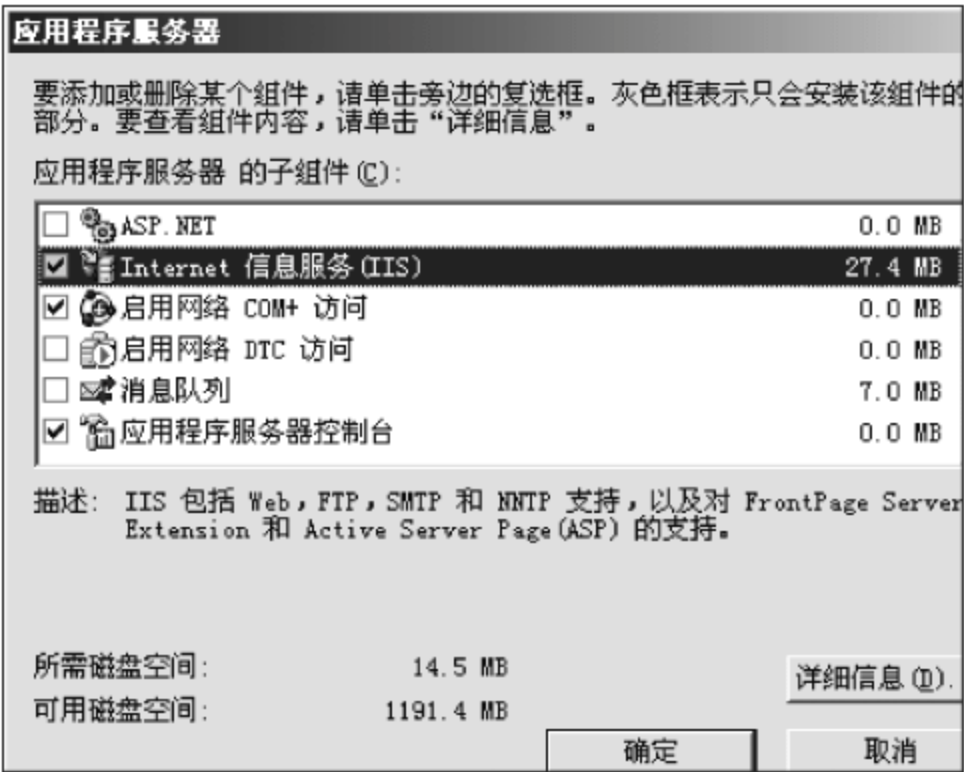 应用程序服务器
要添加或删除某个组件，请单击旁边的复选框。灰色框表示只会安装该组件的
部分。要查看组件内容，请单击“详细信息”。
应用程序服务器 的子组件(C):
ASP.NET 0.0 MB
Internet 信息服务(IIS) 27.4 MB
启用网络 COM+ 访问 0.0 MB
启用网络 DTC 访问 0.0 MB
消息队列 7.0 MB
应用程序服务器控制台 0.0 MB
描述: IIS 包括 Web，FTP，SMTP 和 NNTP 支持，以及对 FrontPage Server
Extension 和 Active Server Page(ASP) 的支持。
所需磁盘空间: 14.5 MB
详细信息(D).
可用磁盘空间: 1191.4 MB
确定 取消